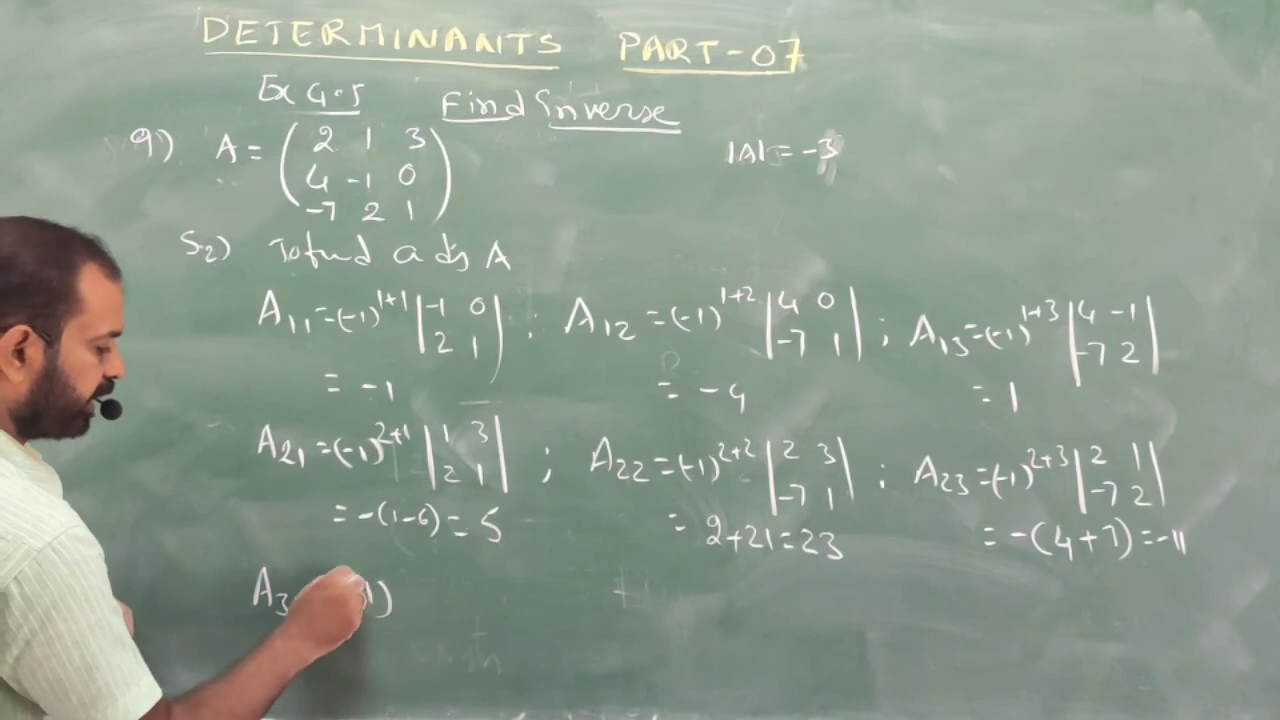 DETERMINANTS PART-07
Ex 4.5 Find Inverse
9) A = ( 2 1 3 |A| = -3
4 -1 0
-7 2 1 )
S2) To find adj A
A11 = (-1)^1+1 | -1 0 ; A12 = (-1)^1+2 | 4 0 ; A13 = (-1)^1+3 | 4 -1
2 1 | -7 1 | -7 2 |
= -1 = -4 = 1
A21 = (-1)^2+1 | 1 3 ; A22 = (-1)^2+2 | 2 3 ; A23 = (-1)^2+3 | 2 1
2 1 | -7 1 | -7 2 |
= -(1-6) = 5 = 2+21 = 23 = -(4+7) = -11
A3 1)